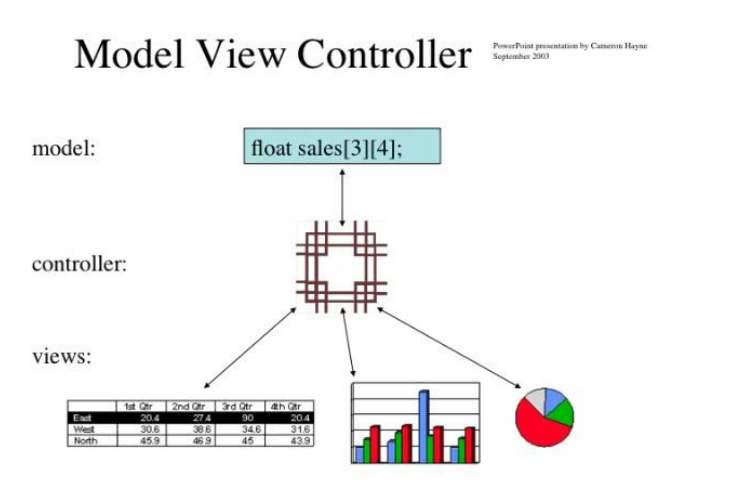 Model View Controller
PowerPoint presentation by Cameron Hayne
September 2003
model:
float sales[3][4];
controller:
views:
1st Qtr 2nd Qtr 3rd Qtr 4th Qtr
East 20.4 27.4 90 20.4
West 30.6 38.6 34.6 31.6
North 45.9 46.9 45 43.9